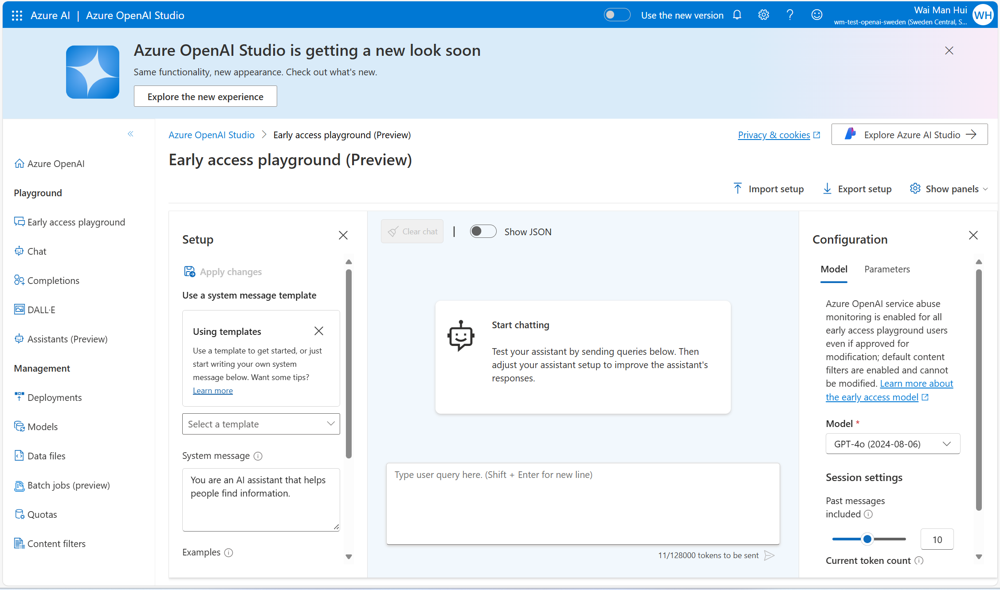 Azure AI | Azure OpenAI Studio
Use the new version
Wai Man Hui
wm-test-openai-sweden (Sweden Central, S...
WH
Azure OpenAI Studio is getting a new look soon
Same functionality, new appearance. Check out what's new.
Explore the new experience
Azure OpenAI
Playground
Early access playground
Chat
Completions
DALL·E
Assistants (Preview)
Management
Deployments
Models
Data files
Batch jobs (preview)
Quotas
Content filters
Azure OpenAI Studio > Early access playground (Preview)
Privacy & cookies
Explore Azure AI Studio
Early access playground (Preview)
Import setup
Export setup
Show panels
Setup
Apply changes
Use a system message template
Using templates
Use a template to get started, or just
start writing your own system
message below. Want some tips?
Learn more
Select a template
System message
You are an AI assistant that helps
people find information.
Examples
Clear chat
Show JSON
Start chatting
Test your assistant by sending queries below. Then
adjust your assistant setup to improve the assistant's
responses.
Type user query here. (Shift + Enter for new line)
11/128000 tokens to be sent
Configuration
Model
Parameters
Azure OpenAI service abuse
monitoring is enabled for all
early access playground users
even if approved for
modification; default content
filters are enabled and cannot
be modified. Learn more about
the early access model
Model *
GPT-4o (2024-08-06)
Session settings
Past messages
included
10
Current token count